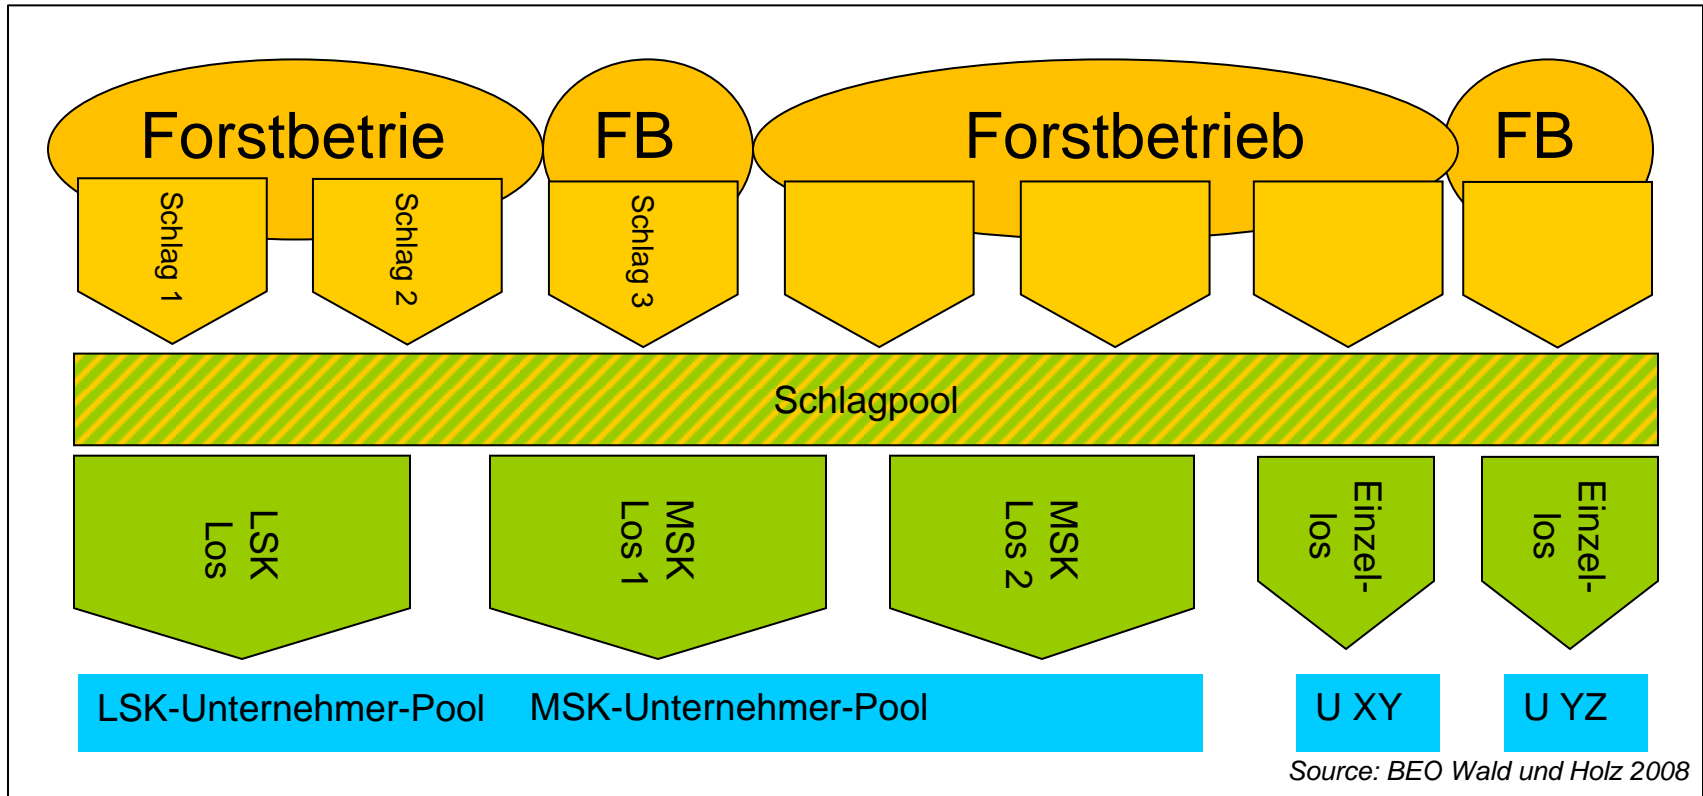 Forstbetrie
FB
Forstbetrieb
FB
Schlag 1
Schlag 2
Schlag 3
Schlagpool
LSK
Los
MSK
Los 1
MSK
Los 2
Einzel-
los
Einzel-
los
LSK-Unternehmer-Pool
MSK-Unternehmer-Pool
U XY
U YZ
Source: BEO Wald und Holz 2008